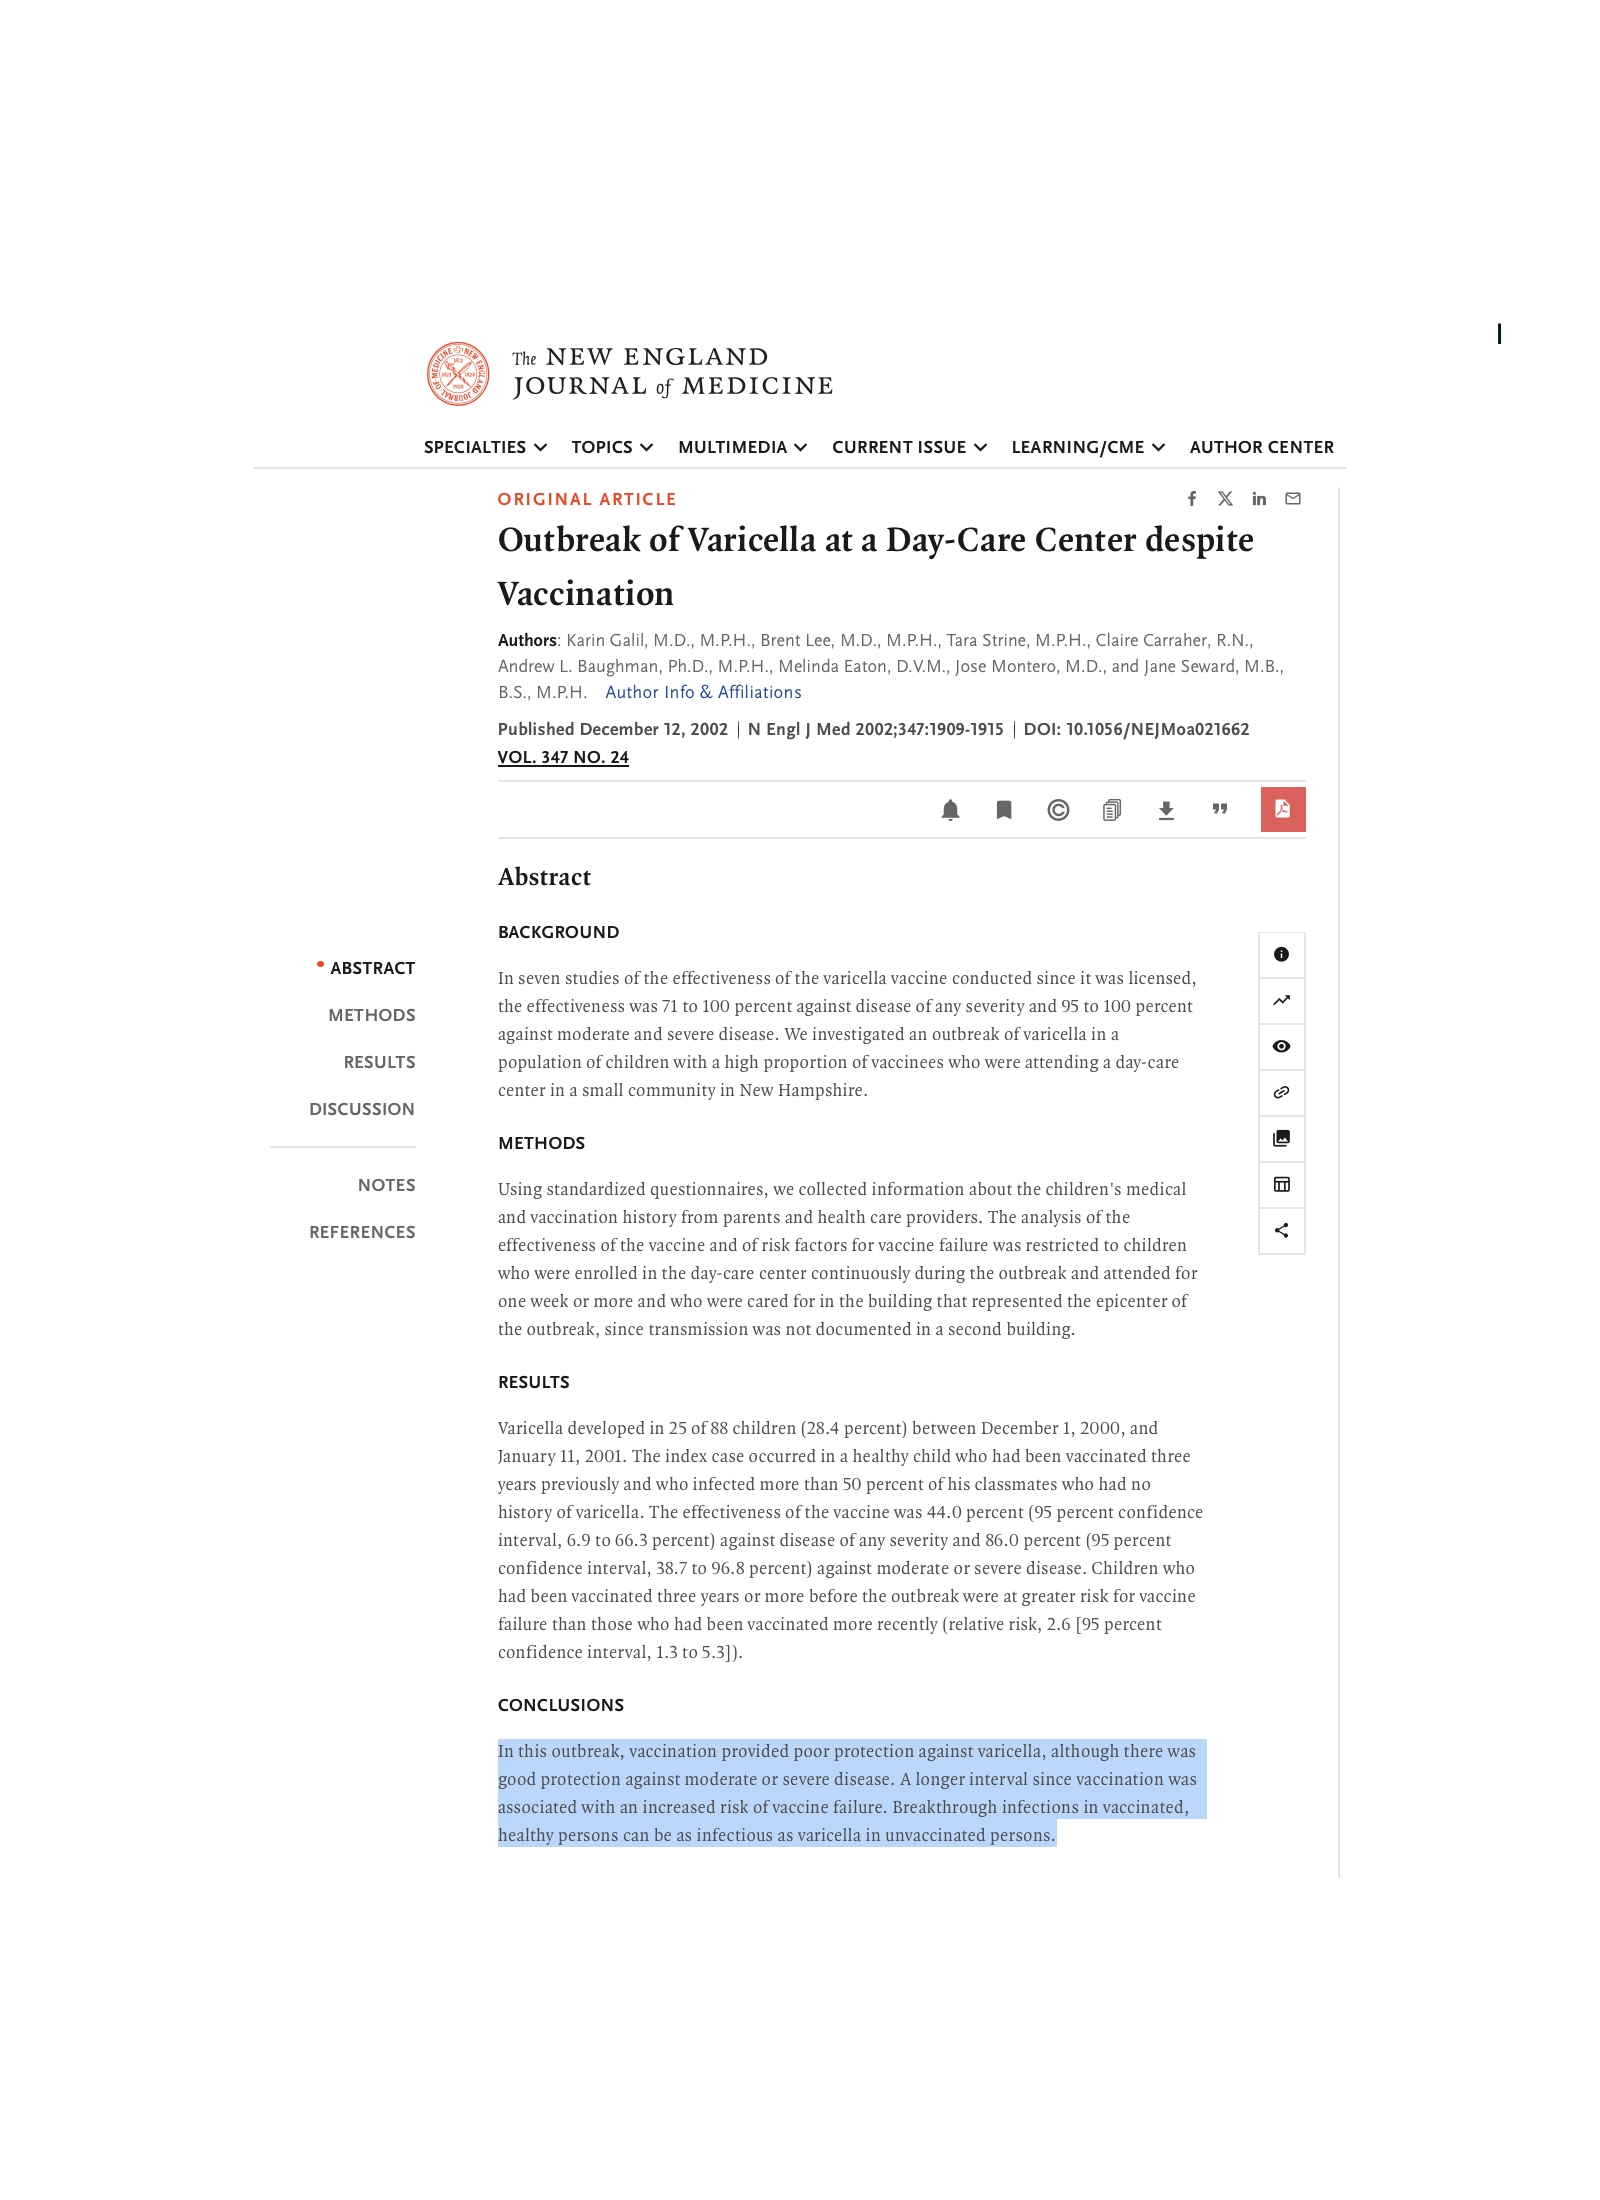 The NEW ENGLAND
JOURNAL of MEDICINE
SPECIALTIES TOPICS MULTIMEDIA CURRENT ISSUE LEARNING/CME AUTHOR CENTER
ORIGINAL ARTICLE
Outbreak of Varicella at a Day-Care Center despite
Vaccination
Authors: Karin Galil, M.D., M.P.H., Brent Lee, M.D., M.P.H., Tara Strine, M.P.H., Claire Carraher, R.N.,
Andrew L. Baughman, Ph.D., M.P.H., Melinda Eaton, D.V.M., Jose Montero, M.D., and Jane Seward, M.B.,
B.S., M.P.H. Author Info & Affiliations
Published December 12, 2002 | N Engl J Med 2002;347:1909-1915 | DOI: 10.1056/NEJMoa021662
VOL. 347 NO. 24
Abstract
BACKGROUND
In seven studies of the effectiveness of the varicella vaccine conducted since it was licensed,
the effectiveness was 71 to 100 percent against disease of any severity and 95 to 100 percent
against moderate and severe disease. We investigated an outbreak of varicella in a
population of children with a high proportion of vaccinees who were attending a day-care
center in a small community in New Hampshire.
METHODS
Using standardized questionnaires, we collected information about the children's medical
and vaccination history from parents and health care providers. The analysis of the
effectiveness of the vaccine and of risk factors for vaccine failure was restricted to children
who were enrolled in the day-care center continuously during the outbreak and attended for
one week or more and who were cared for in the building that represented the epicenter of
the outbreak, since transmission was not documented in a second building.
RESULTS
Varicella developed in 25 of 88 children (28.4 percent) between December 1, 2000, and
January 11, 2001. The index case occurred in a healthy child who had been vaccinated three
years previously and who infected more than 50 percent of his classmates who had no
history of varicella. The effectiveness of the vaccine was 44.0 percent (95 percent confidence
interval, 6.9 to 66.3 percent) against disease of any severity and 86.0 percent (95 percent
confidence interval, 38.7 to 96.8 percent) against moderate or severe disease. Children who
had been vaccinated three years or more before the outbreak were at greater risk for vaccine
failure than those who had been vaccinated more recently (relative risk, 2.6 [95 percent
confidence interval, 1.3 to 5.3]).
CONCLUSIONS
In this outbreak, vaccination provided poor protection against varicella, although there was
good protection against moderate or severe disease. A longer interval since vaccination was
associated with an increased risk of vaccine failure. Breakthrough infections in vaccinated,
healthy persons can be as infectious as varicella in unvaccinated persons.
ABSTRACT
METHODS
RESULTS
DISCUSSION
NOTES
REFERENCES